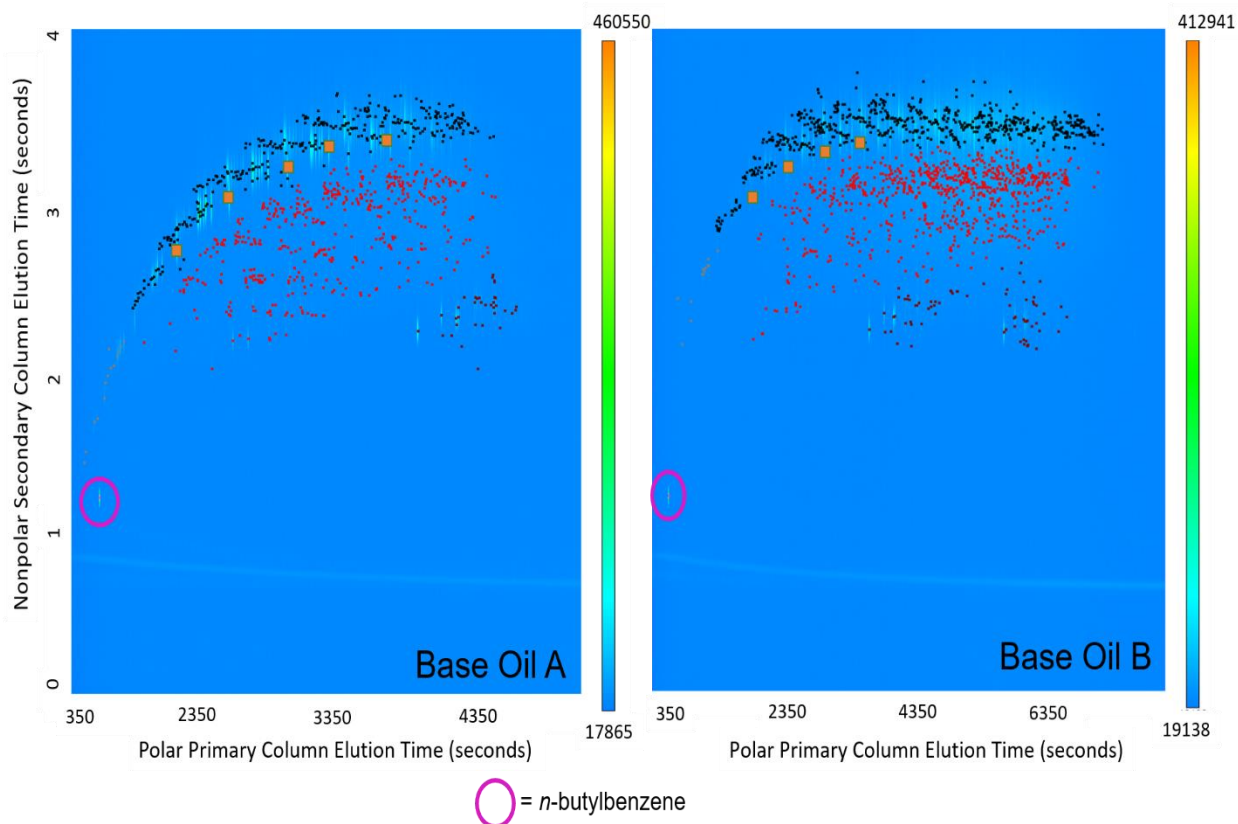 460550
412941
4
3
2
1
0
Nonpolar Secondary Column Elution Time (seconds)
Base Oil A
Base Oil B
350 2350 3350 4350
17865
350 2350 4350 6350
19138
Polar Primary Column Elution Time (seconds)
Polar Primary Column Elution Time (seconds)
= n-butylbenzene